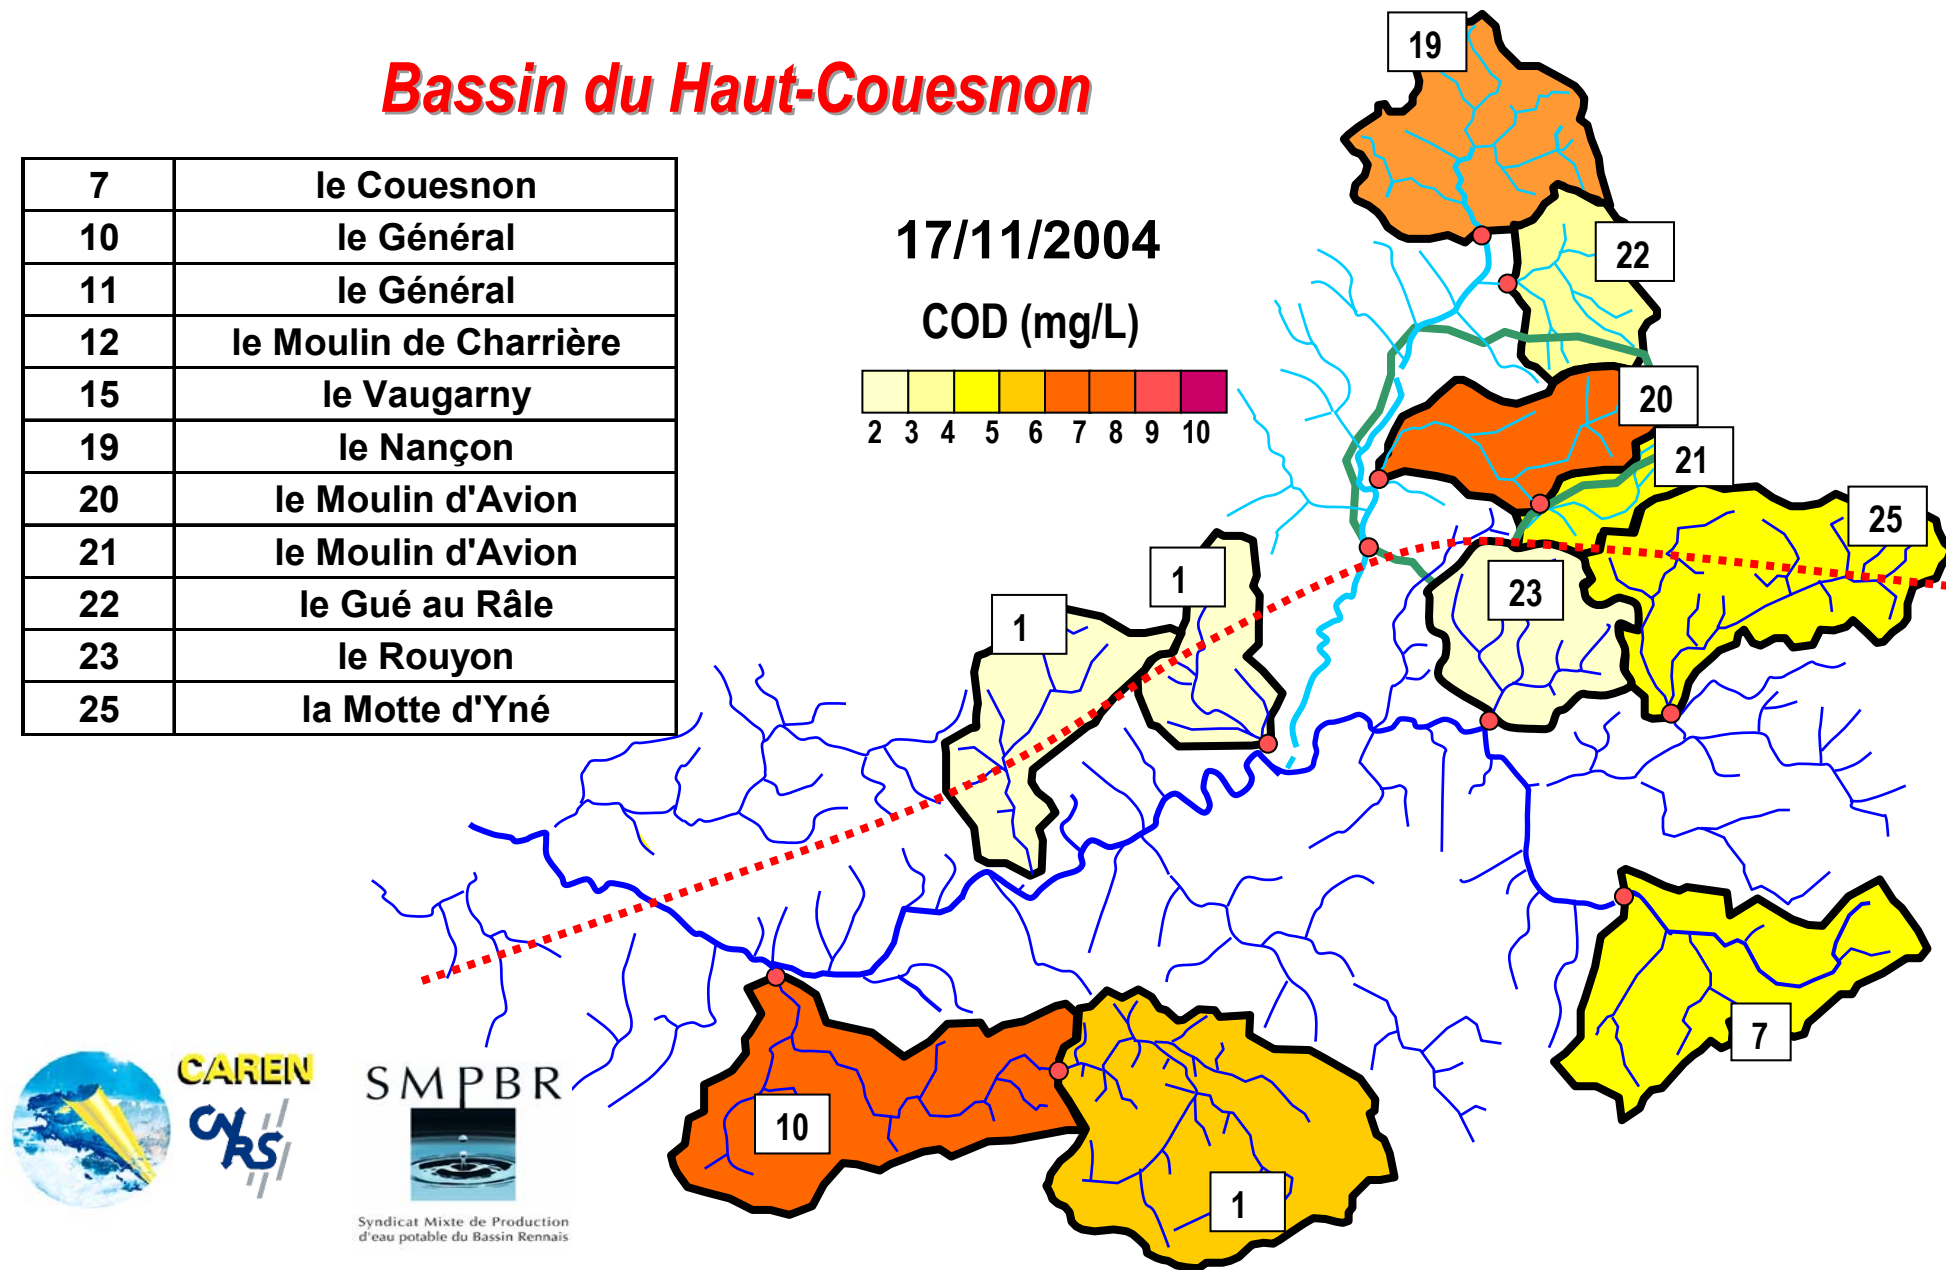 Bassin du Haut-Couesnon
7 le Couesnon
10 le Général
11 le Général
12 le Moulin de Charrière
15 le Vaugarny
19 le Nançon
20 le Moulin d'Avion
21 le Moulin d'Avion
22 le Gué au Râle
23 le Rouyon
25 la Motte d'Yné
17/11/2004
COD (mg/L)
2 3 4 5 6 7 8 9 10
19
22
20
21
25
1
1
23
7
10
1
CAREN
CNRS
SMPBR
Syndicat Mixte de Production
d'eau potable du Bassin Rennais